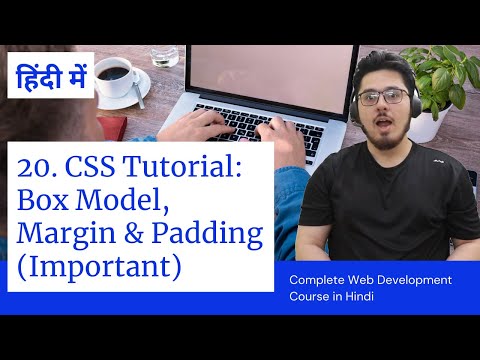 हिंदी में
20. CSS Tutorial:
Box Model,
Margin & Padding
(Important)
Complete Web Development
Course in Hindi